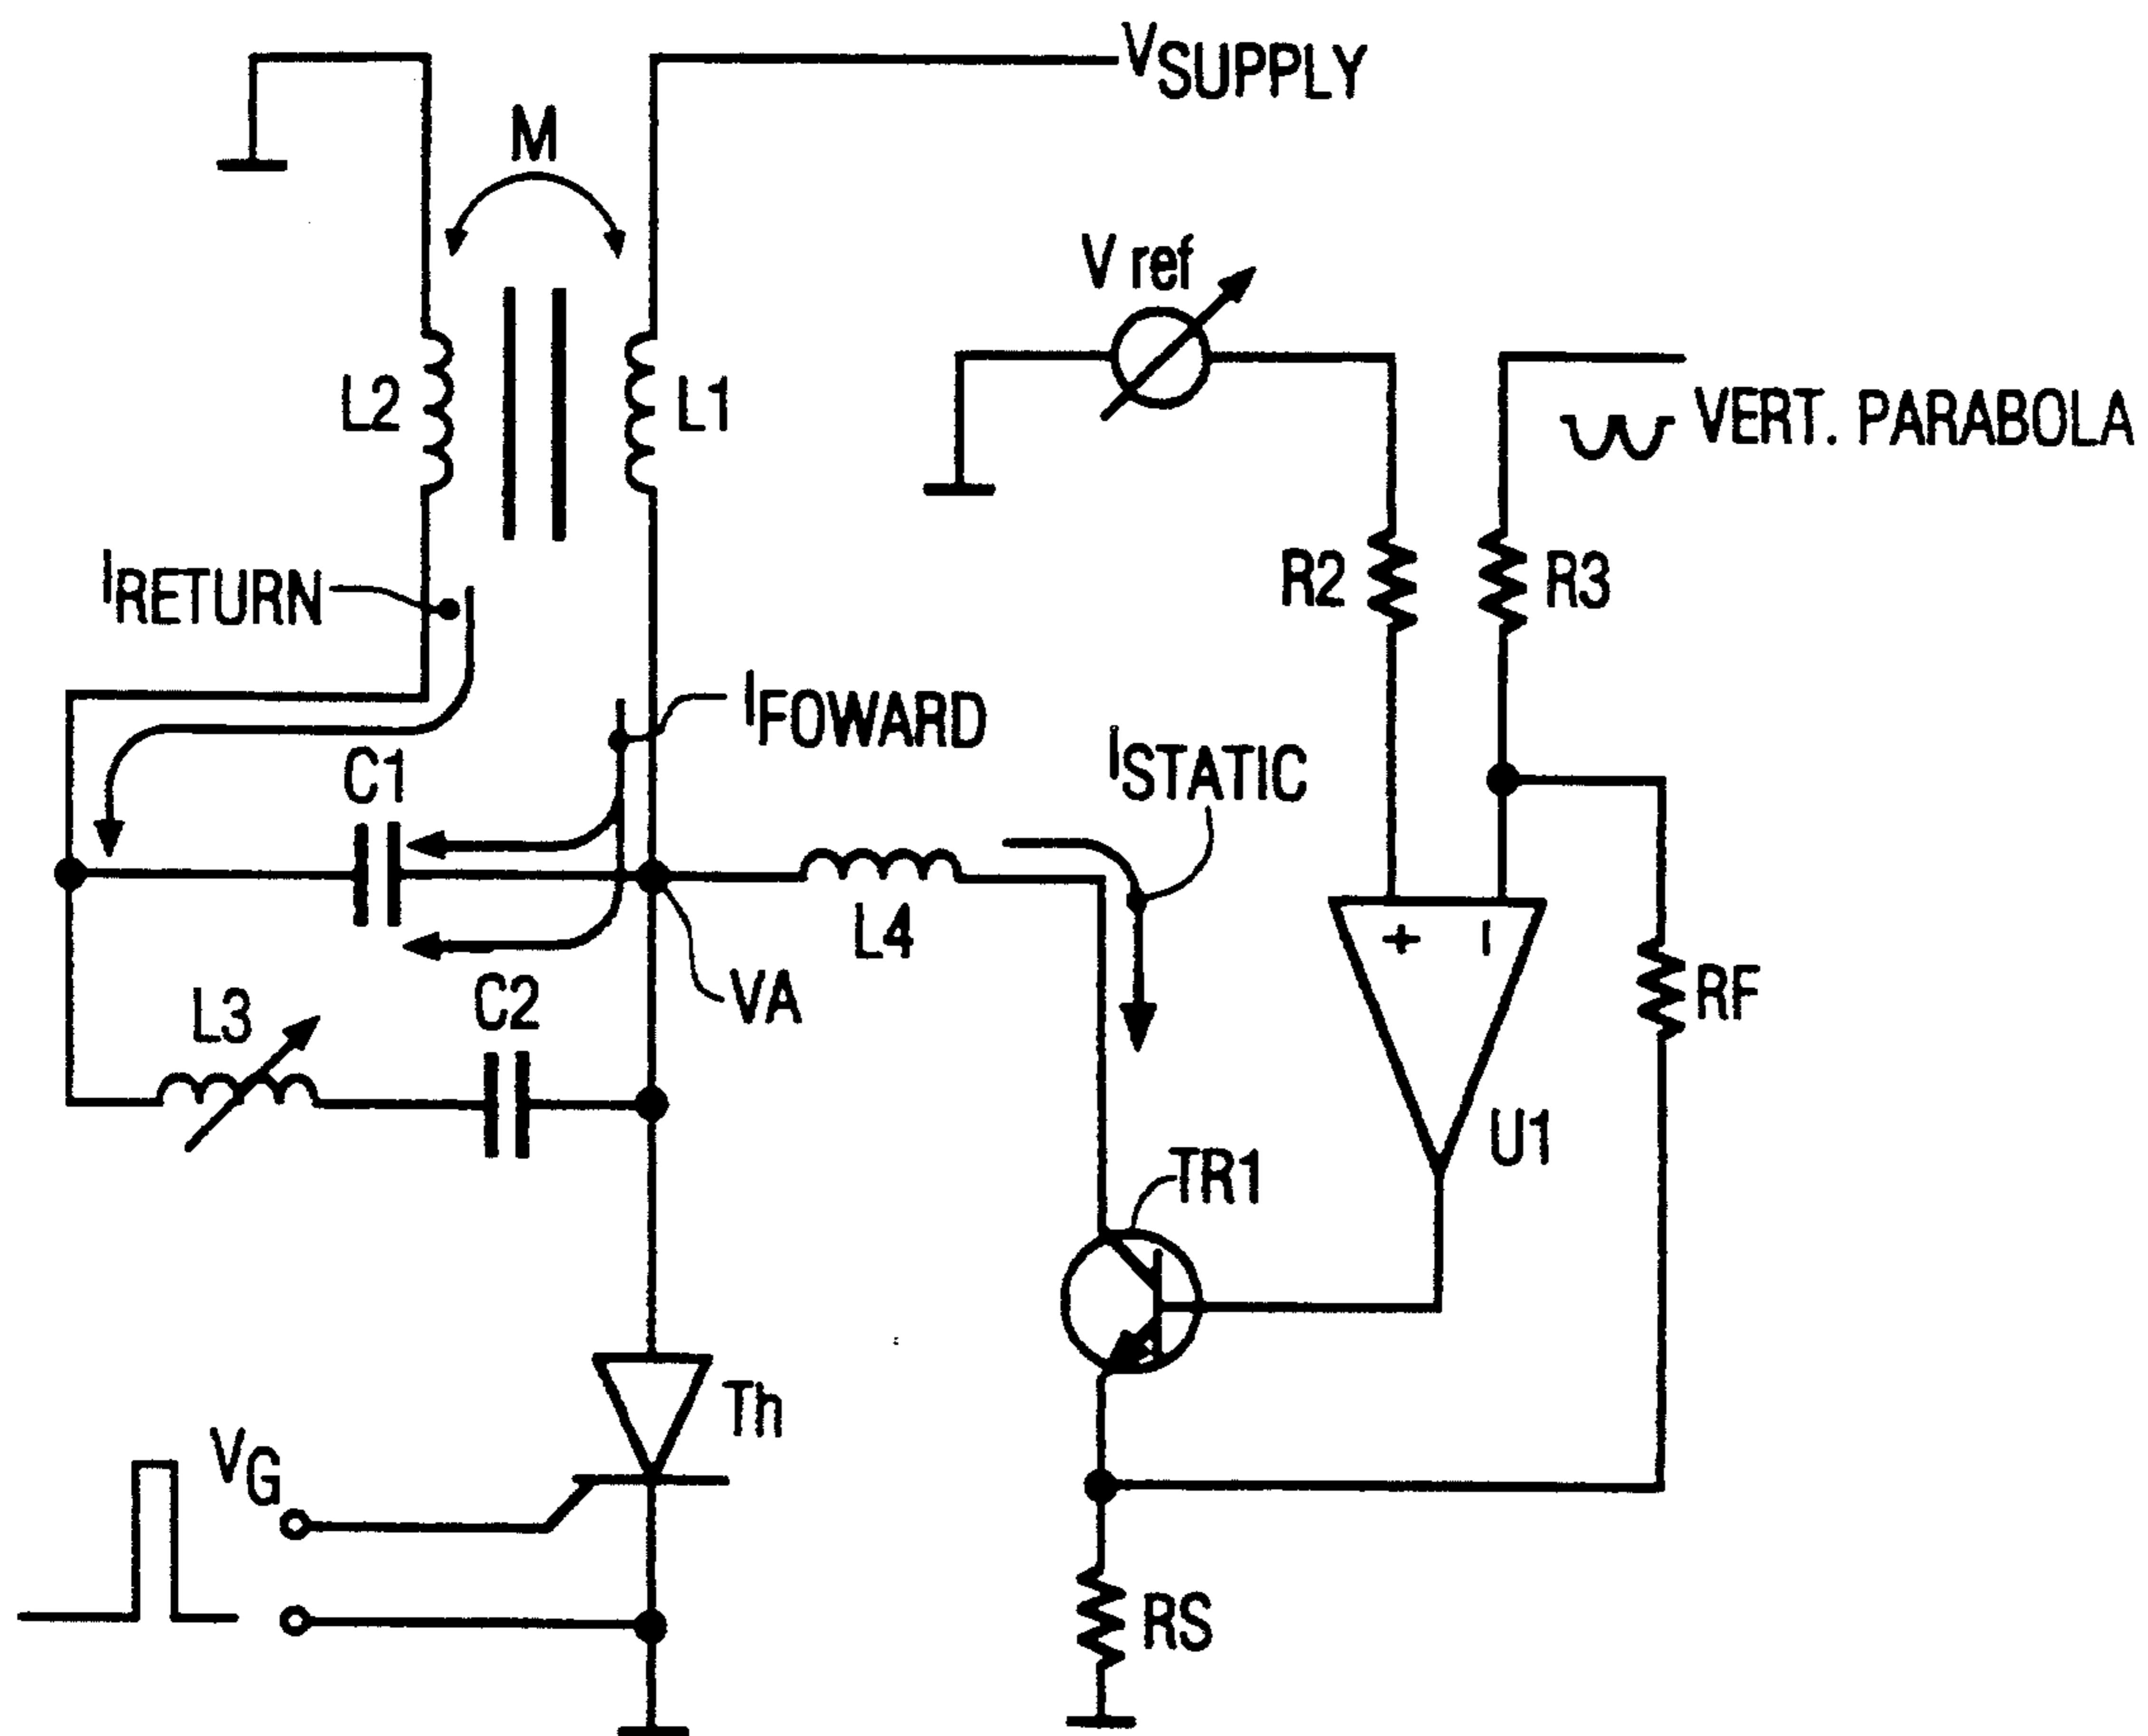 VSUPPLY
M
V ref
L2
L1
VERT. PARABOLA
R2
R3
IRETURN
IFOWARD
C1
ISTATIC
L4
+
-
VA
C2
L3
RF
U1
TR1
Th
VG
RS